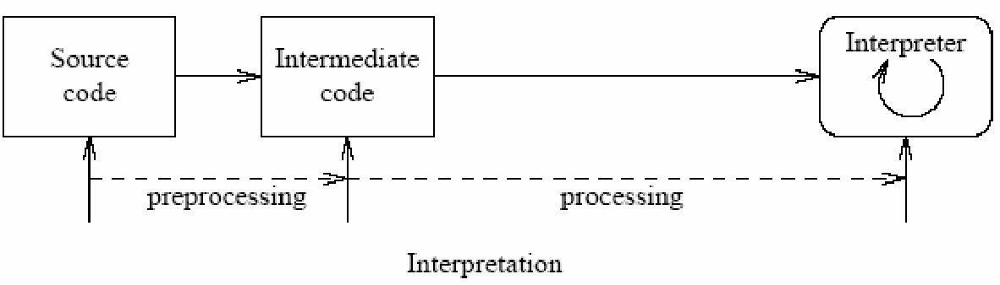 Source
code
Intermediate
code
Interpreter
preprocessing
processing
Interpretation